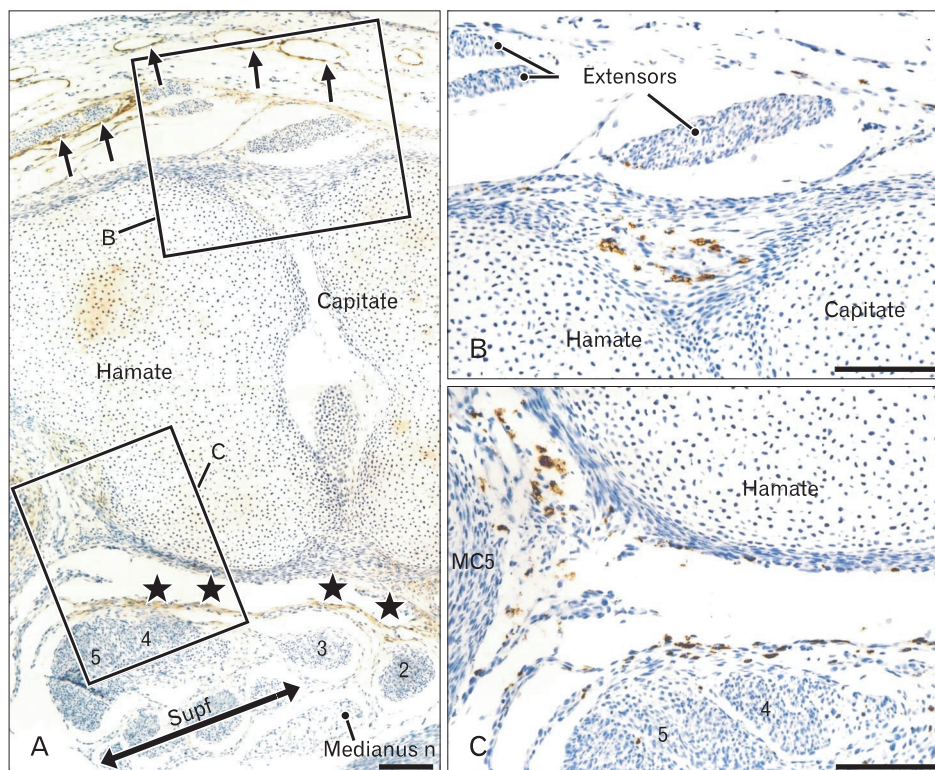 B
Capitate
Hamate
C
4
5
3
2
Supf
Medianus n
A
Extensors
Hamate
Capitate
B
Hamate
MC5
4
5
C